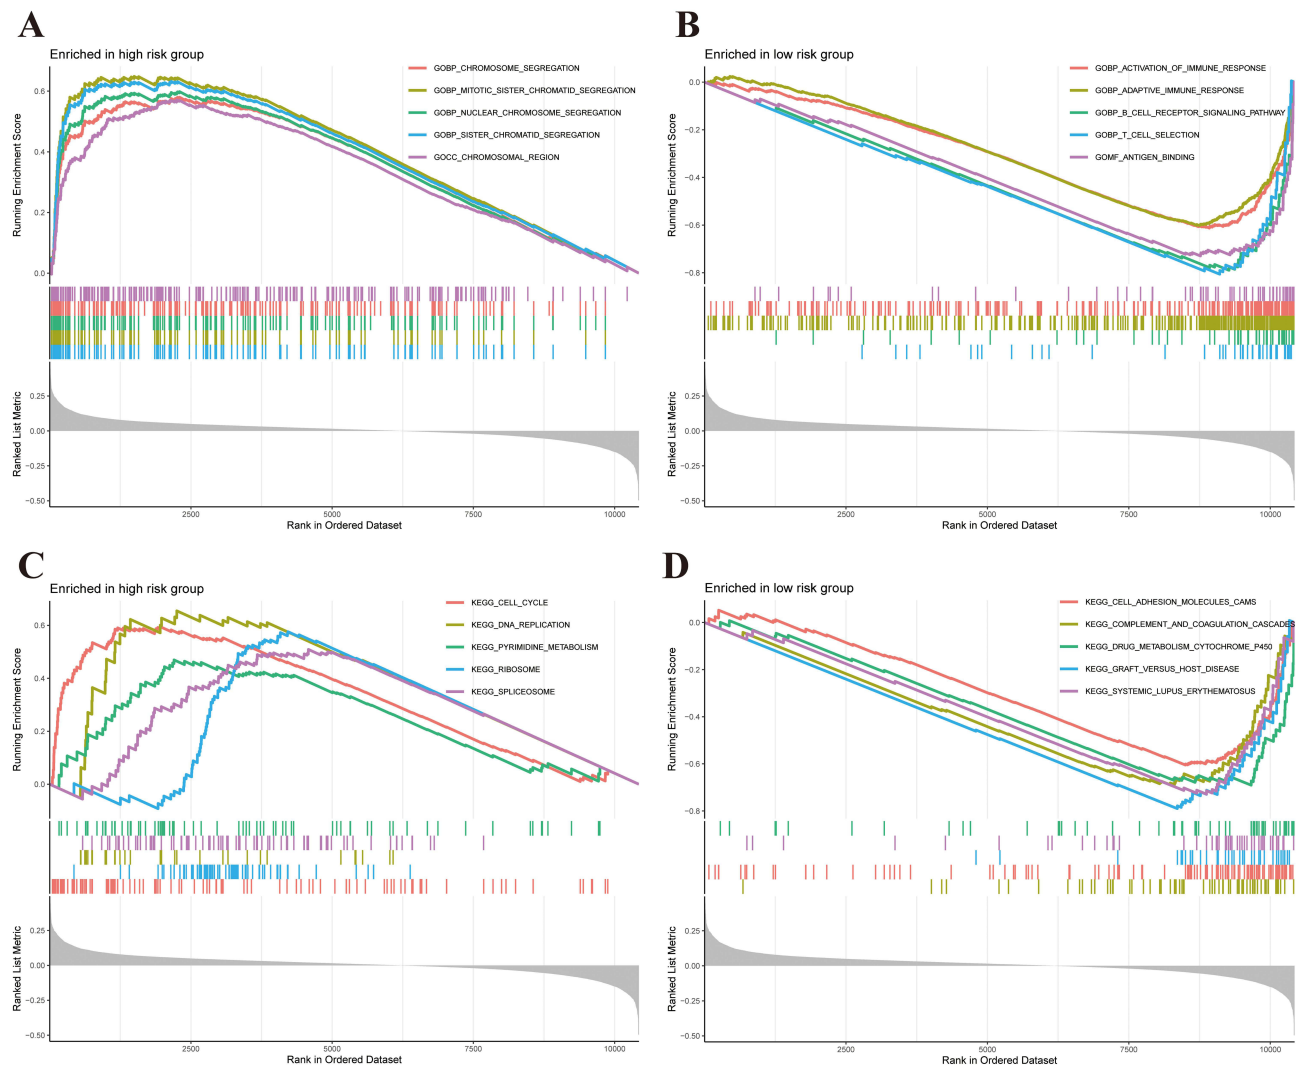 A
Enriched in high risk group
Running Enrichment Score
0.6
0.4
0.2
0.0
GOBP_CHROMOSOME_SEGREGATION
GOBP_MITOTIC_SISTER_CHROMATID_SEGREGATION
GOBP_NUCLEAR_CHROMOSOME_SEGREGATION
GOBP_SISTER_CHROMATID_SEGREGATION
GOCC_CHROMOSOMAL_REGION
Ranked List Metric
0.25
0.00
−0.25
−0.50
2500
5000
7500
10000
Rank in Ordered Dataset
B
Enriched in low risk group
Running Enrichment Score
0.0
−0.2
−0.4
−0.6
−0.8
GOBP_ACTIVATION_OF_IMMUNE_RESPONSE
GOBP_ADAPTIVE_IMMUNE_RESPONSE
GOBP_B_CELL_RECEPTOR_SIGNALING_PATHWAY
GOBP_T_CELL_SELECTION
GOMF_ANTIGEN_BINDING
Ranked List Metric
0.25
0.00
−0.25
−0.50
2500
5000
7500
10000
Rank in Ordered Dataset
C
Enriched in high risk group
Running Enrichment Score
0.6
0.4
0.2
0.0
KEGG_CELL_CYCLE
KEGG_DNA_REPLICATION
KEGG_PYRIMIDINE_METABOLISM
KEGG_RIBOSOME
KEGG_SPLICEOSOME
Ranked List Metric
0.25
0.00
−0.25
−0.50
2500
5000
7500
10000
Rank in Ordered Dataset
D
Enriched in low risk group
Running Enrichment Score
0.0
−0.2
−0.4
−0.6
−0.8
KEGG_CELL_ADHESION_MOLECULES_CAMS
KEGG_COMPLEMENT_AND_COAGULATION_CASCADES
KEGG_DRUG_METABOLISM_CYTOCHROME_P450
KEGG_GRAFT_VERSUS_HOST_DISEASE
KEGG_SYSTEMIC_LUPUS_ERYTHEMATOSUS
Ranked List Metric
0.25
0.00
−0.25
−0.50
2500
5000
7500
10000
Rank in Ordered Dataset